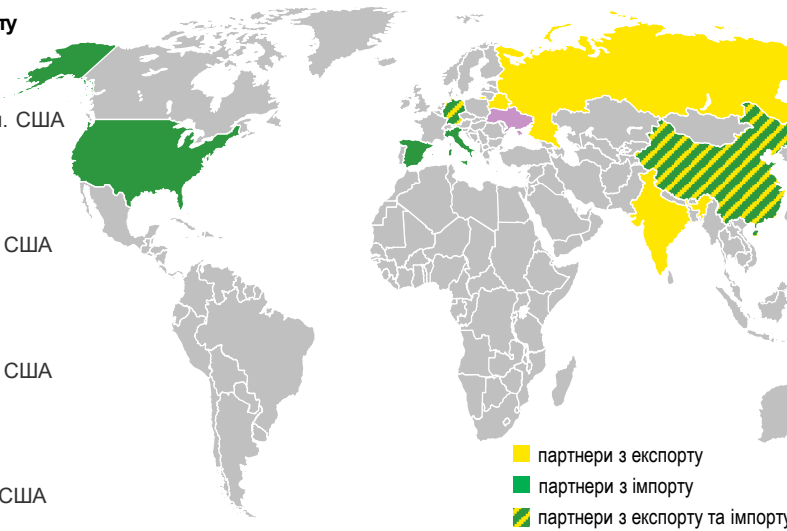 ту
. США
США
США
США
партнери з експорту
партнери з імпорту
партнери з експорту та імпорту